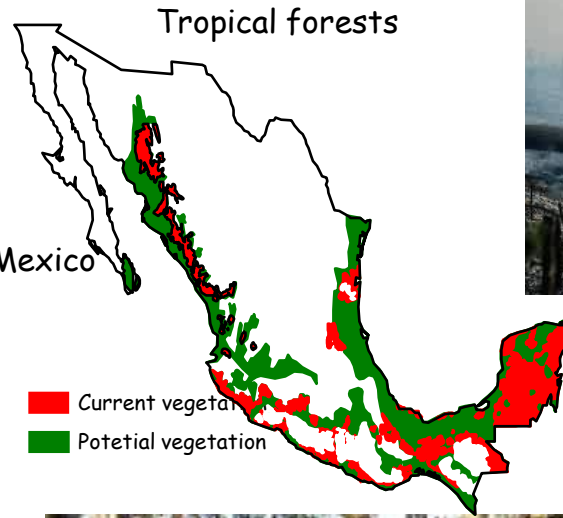 Tropical forests
Mexico
Current vegetat
Potetial vegetation